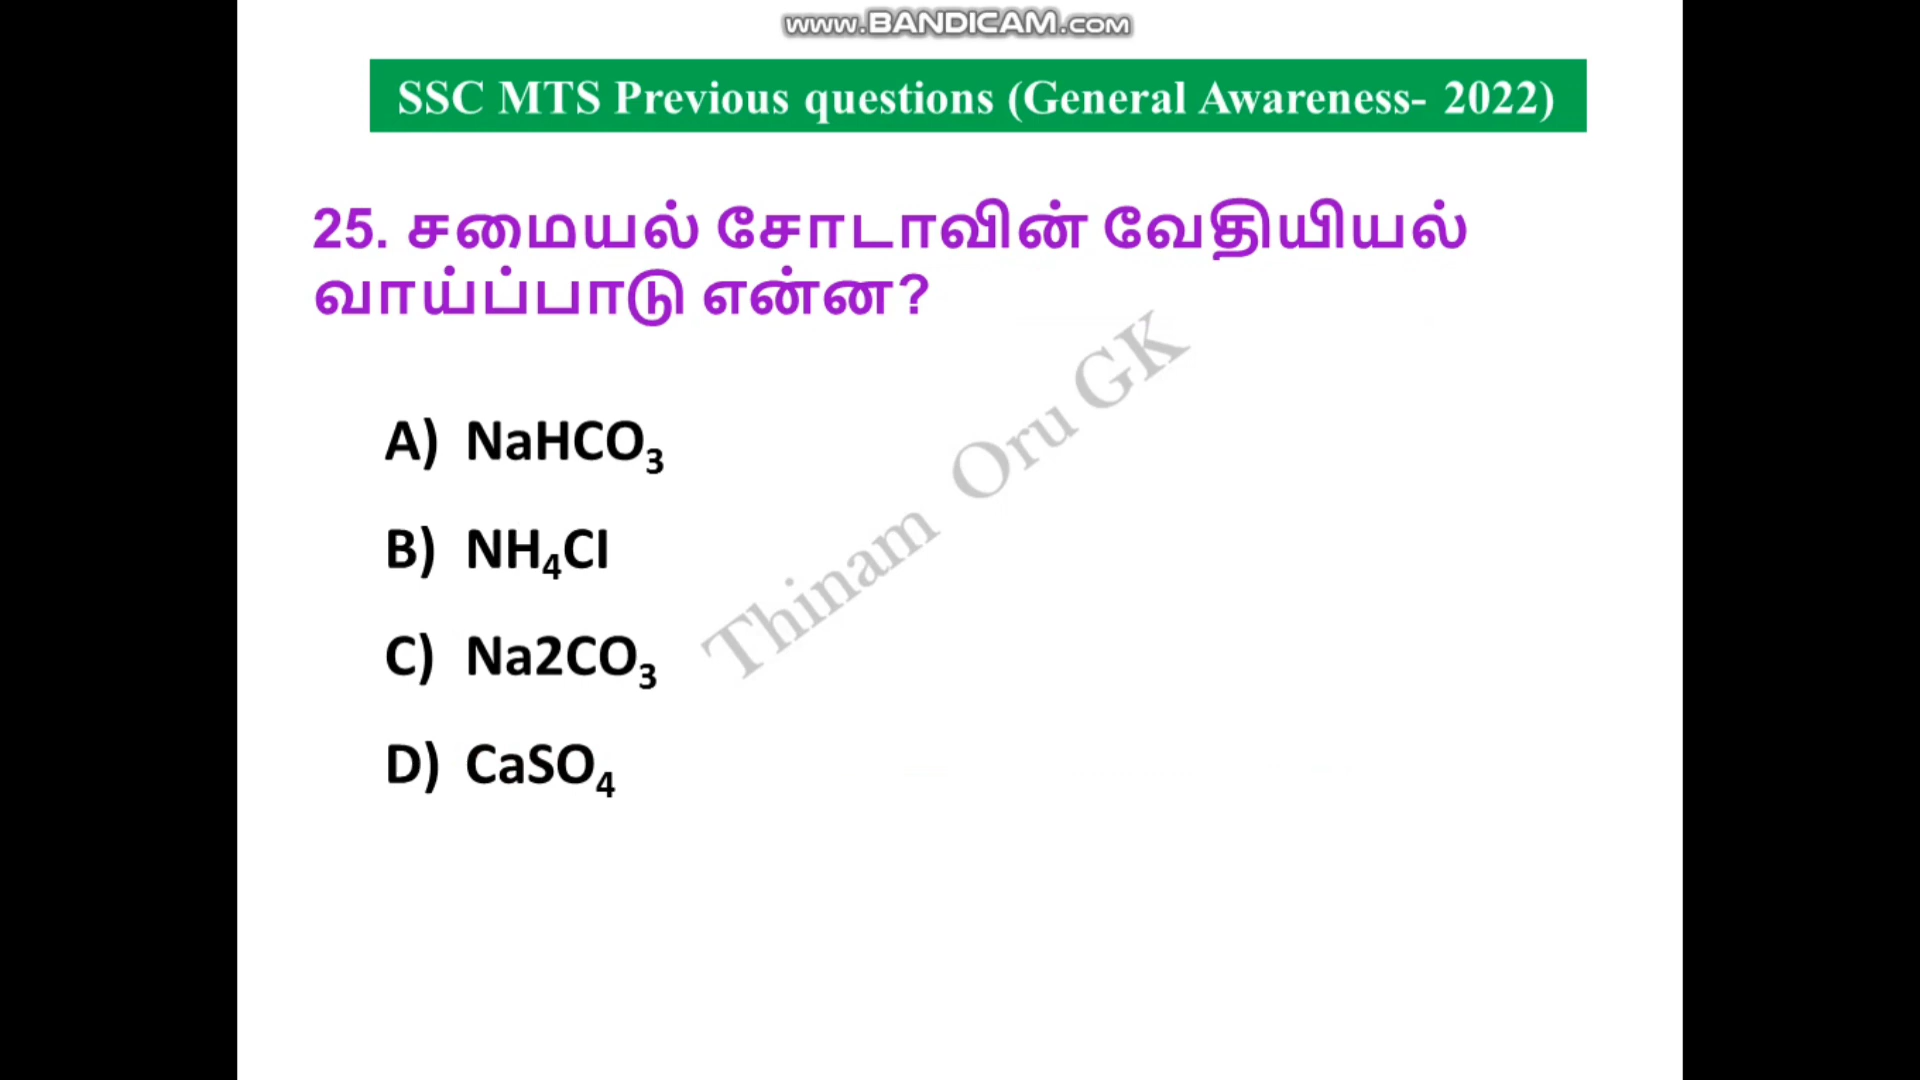 www.BANDICAM.com
SSC MTS Previous questions (General Awareness- 2022)
25. சமையல் சோடாவின் வேதியியல்
வாய்ப்பாடு என்ன?
Thinam Oru GK
A) NaHCO₃
B) NH₄Cl
C) Na2CO₃
D) CaSO₄